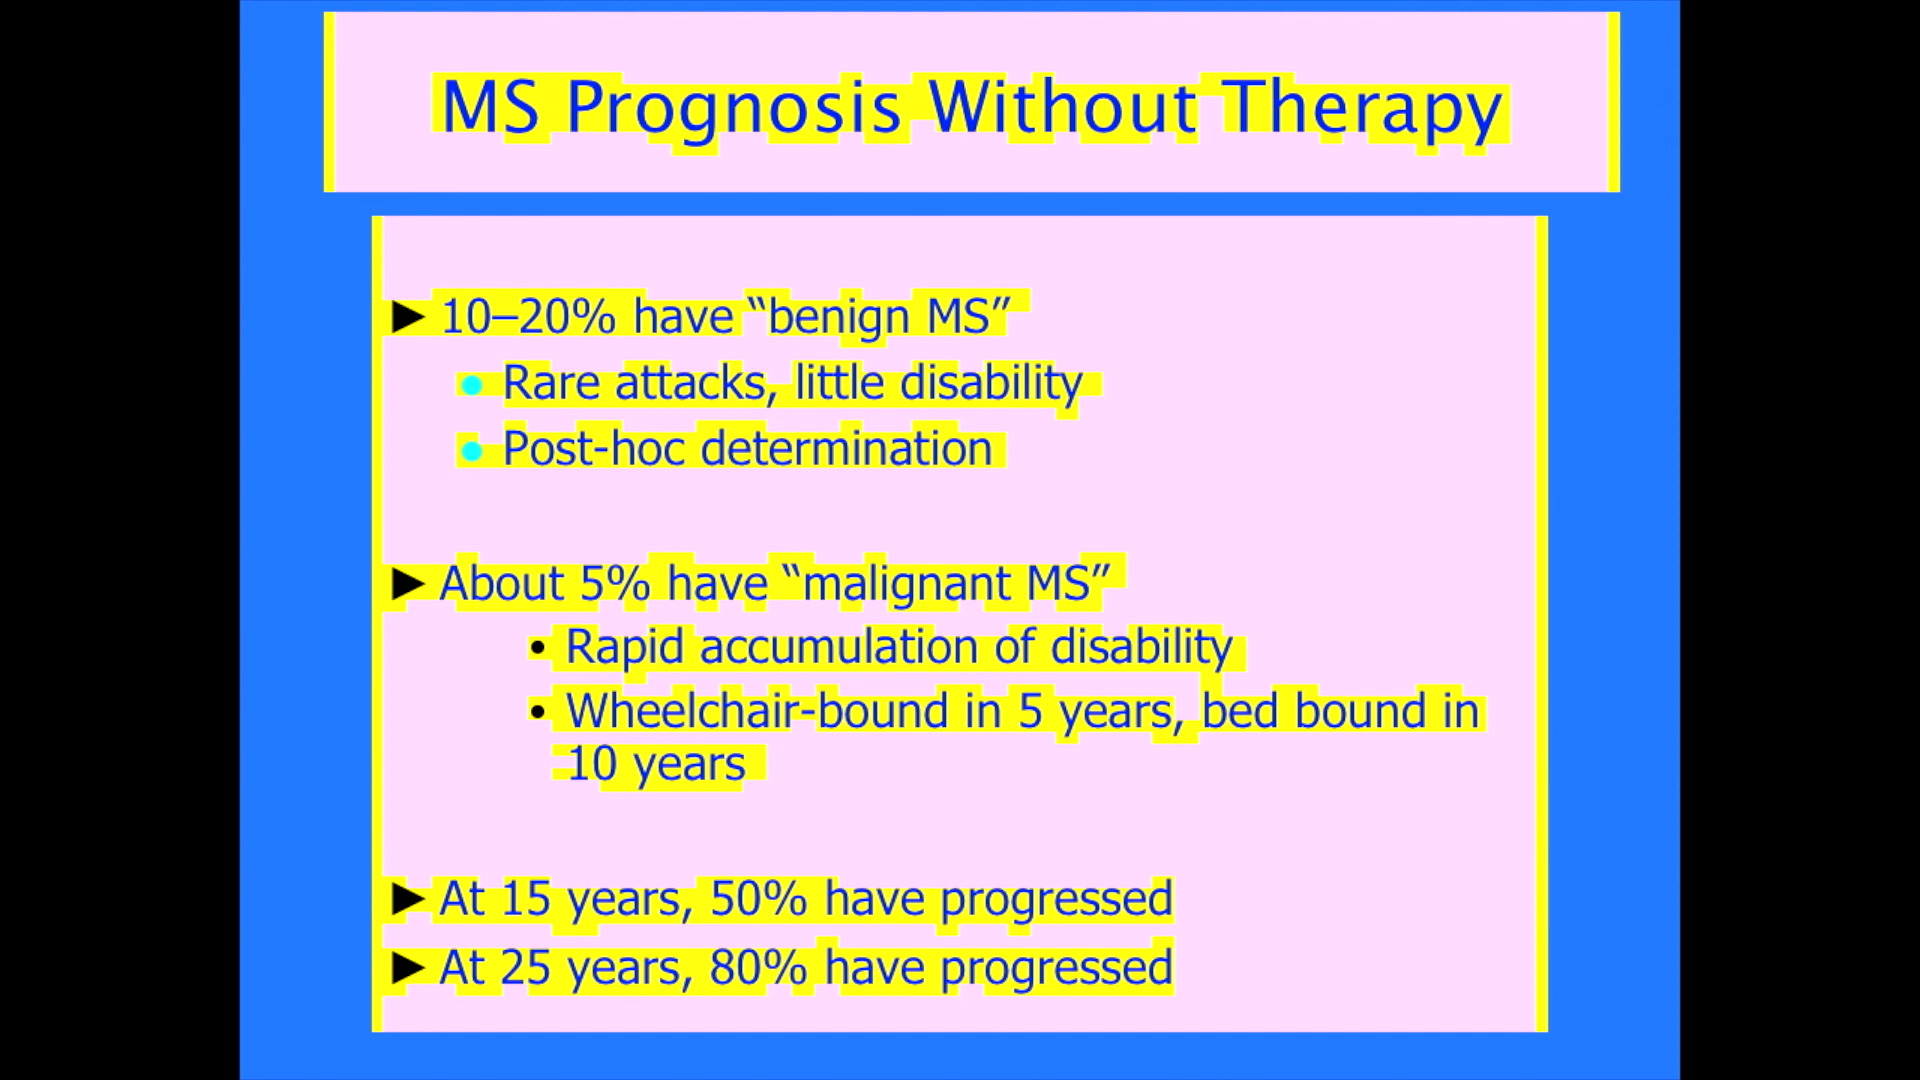 MS Prognosis Without Therapy
► 10–20% have “benign MS”
• Rare attacks, little disability
• Post-hoc determination
► About 5% have “malignant MS”
• Rapid accumulation of disability
• Wheelchair-bound in 5 years, bed bound in
10 years
► At 15 years, 50% have progressed
► At 25 years, 80% have progressed